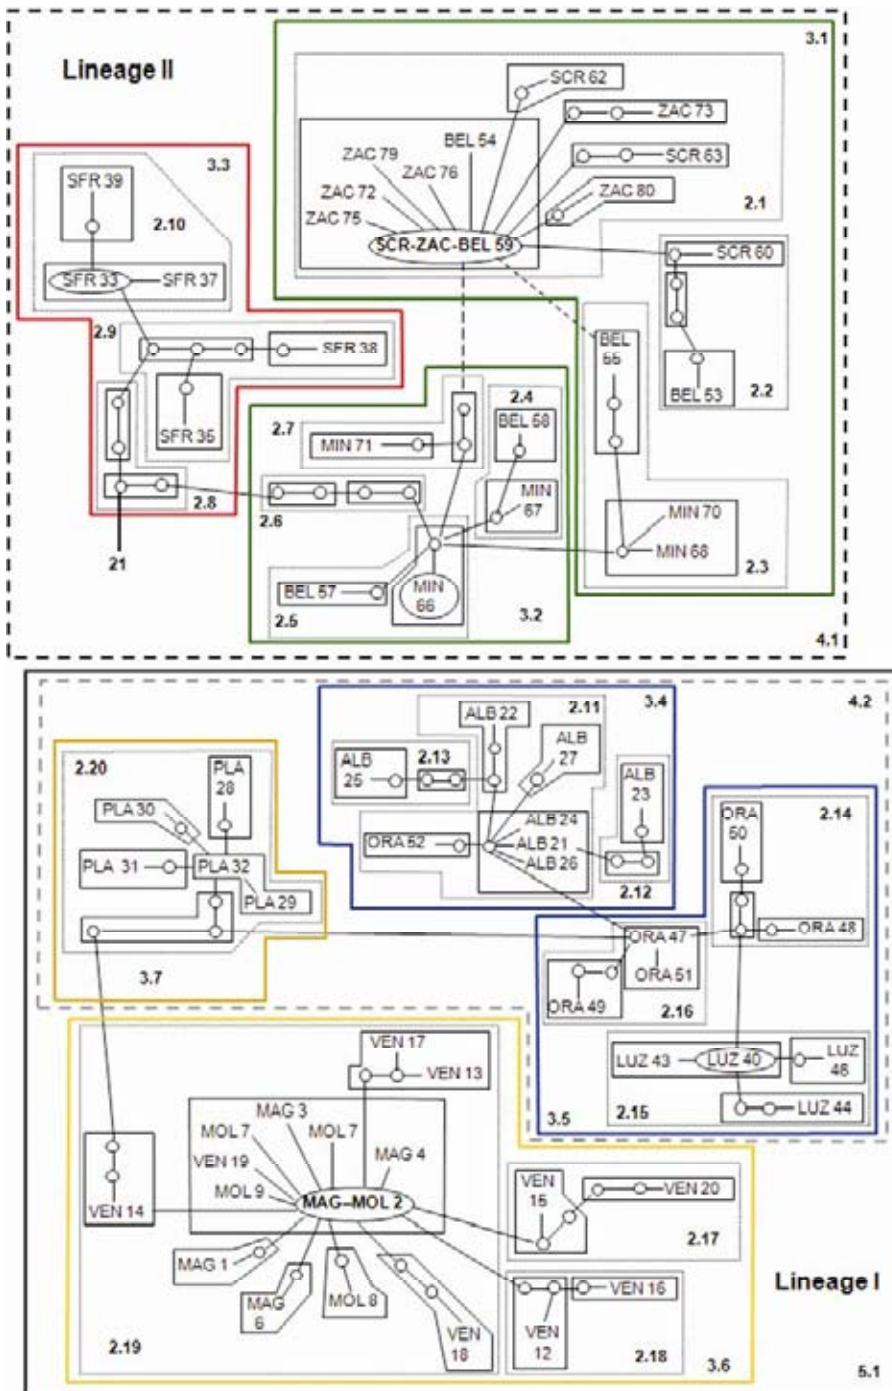 3.1
Lineage II
SCR 62
ZAC 73
BEL 54
ZAC 79
ZAC 76
SCR 63
3.3
SFR 39
ZAC 72
ZAC 80
2.1
2.10
ZAC 75
SCR-ZAC-BEL 59
SCR 60
SFR 33
SFR 37
2.9
SFR 38
BEL
55
BEL 53
2.2
2.4
2.7
BEL 58
SFR 35
MIN 71
MIN
67
2.8
2.6
MIN 70
MIN 68
21
BEL 57
MIN
66
2.3
2.5
3.2
4.1
3.4
4.2
2.11
ALB 22
2.20
PLA
28
ALB
25
2.13
ALB
27
ALB
23
PLA 30
ORA
50
2.14
ALB 24
ORA 52
ALB 21
PLA 31
PLA 32
ALB 26
2.12
PLA 29
ORA 47
ORA 48
3.7
ORA 51
ORA 49
2.16
VEN 17
VEN 13
LUZ 43
LUZ 40
LUZ
46
MAG 3
3.5
2.15
LUZ 44
MOL 7
MOL 7
VEN 19
MAG 4
MOL 9
MAG-MOL 2
VEN 14
VEN
15
VEN 20
MAG 1
2.17
MAG
6
MOL 8
VEN 16
Lineage I
VEN
18
VEN
12
2.19
2.18
3.6
5.1